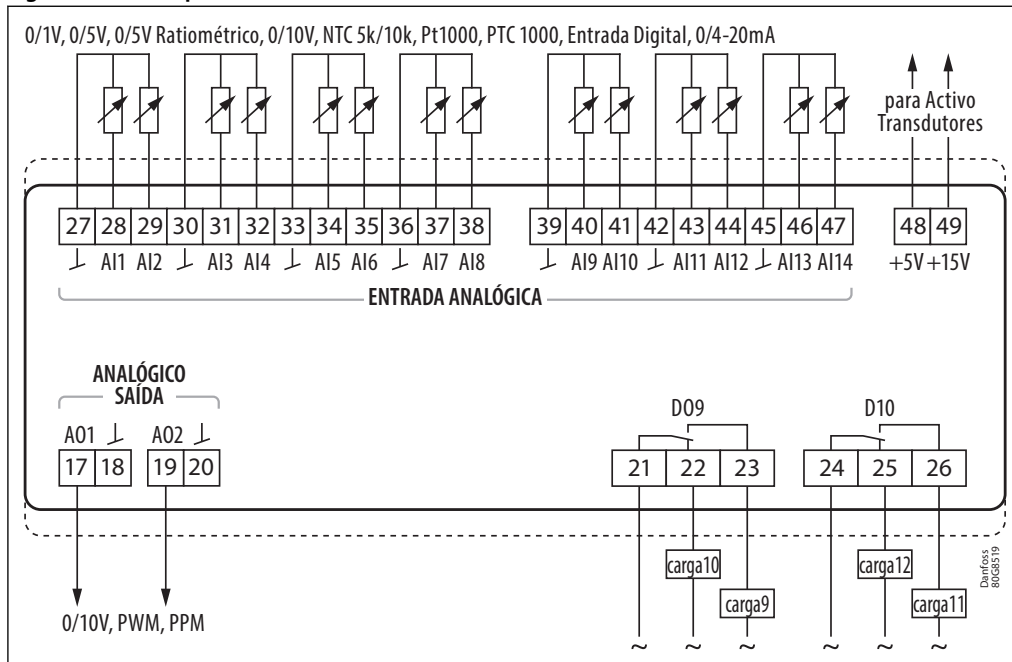 0/1V, 0/5V, 0/5V Ratiométrico, 0/10V, NTC 5k/10k, Pt1000, PTC 1000, Entrada Digital, 0/4-20mA
para Activo
Transdutores
27 28 29 30 31 32 33 34 35 36 37 38 39 40 41 42 43 44 45 46 47 48 49
AI1 AI2 AI3 AI4 AI5 AI6 AI7 AI8 AI9 AI10 AI11 AI12 AI13 AI14 +5V +15V
ENTRADA ANALÓGICA
ANALÓGICO
SAÍDA
AO1 AO2
17 18 19 20
DO9 D10
21 22 23 24 25 26
carga10 carga12
carga9 carga11
~ ~ ~ ~ ~ ~
0/10V, PWM, PPM
Danfoss
80G8519